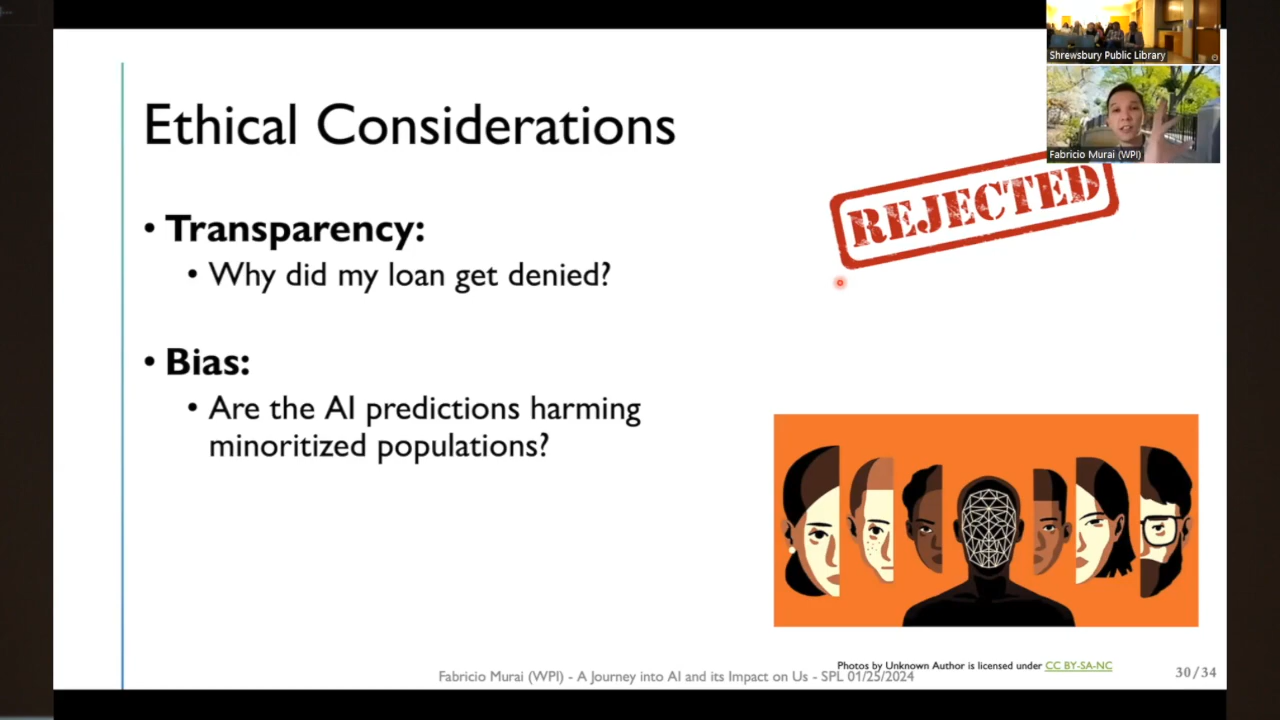 Shrewsbury Public Library
Fabricio Murai (WPI)
Ethical Considerations
REJECTED
• Transparency:
• Why did my loan get denied?
• Bias:
• Are the AI predictions harming
minoritized populations?
Photos by Unknown Author is licensed under CC BY-SA-NC
Fabricio Murai (WPI) - A Journey into AI and its Impact on Us - SPL 01/25/2024
30/34